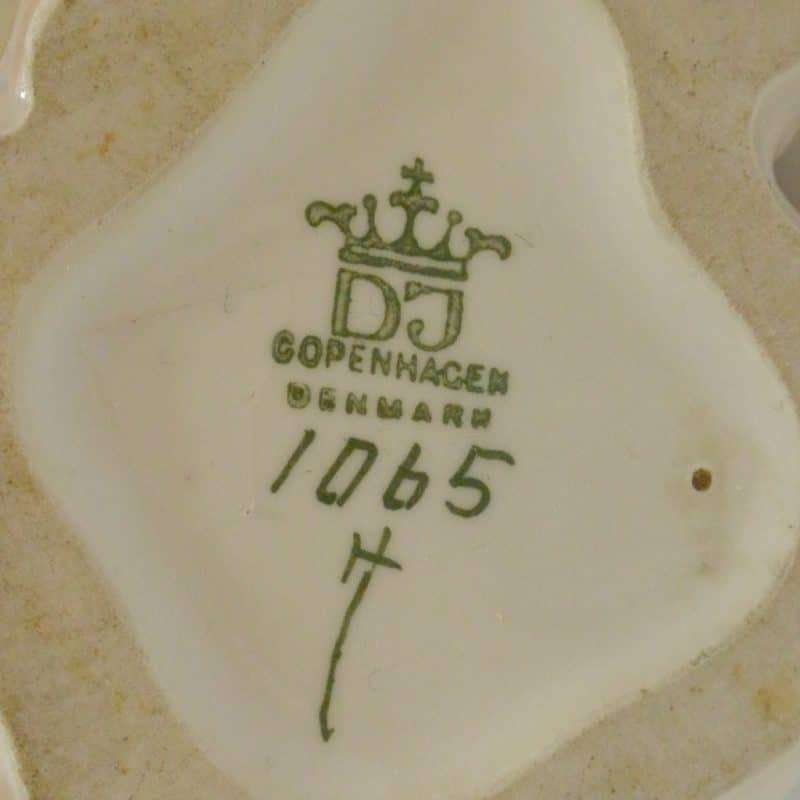 DJ
COPENHAGEN
DENMARK
1065